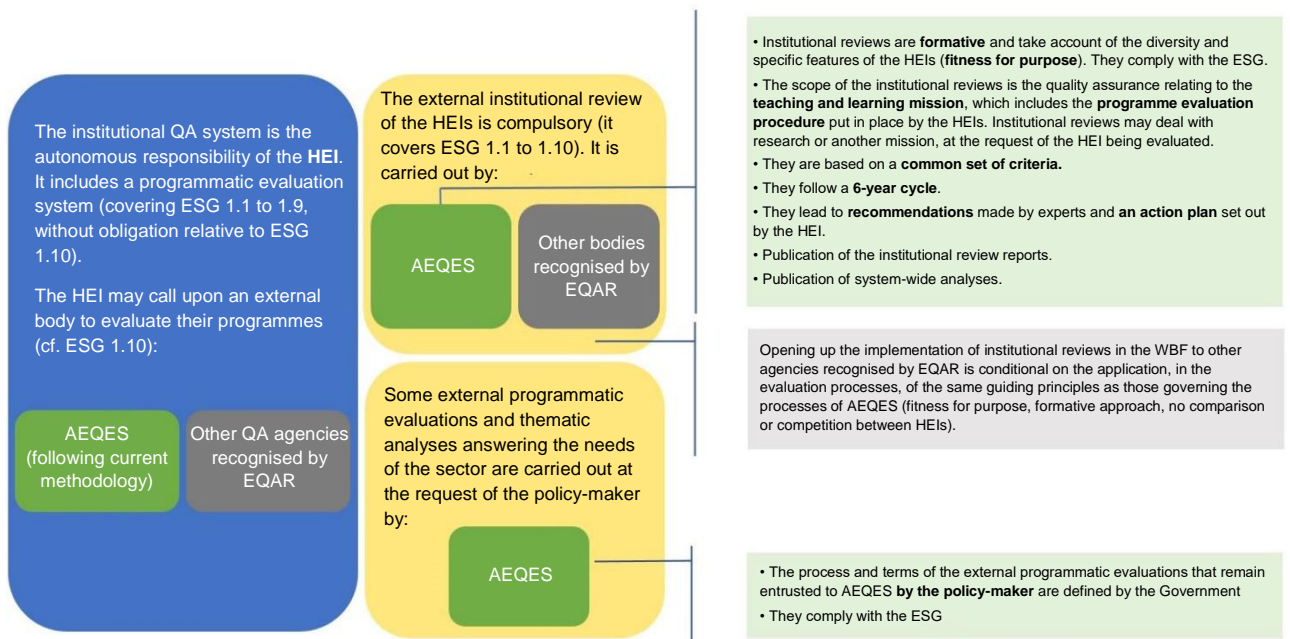 The institutional QA system is the
autonomous responsibility of the HEI.
It includes a programmatic evaluation
system (covering ESG 1.1 to 1.9,
without obligation relative to ESG
1.10).
The HEI may call upon an external
body to evaluate their programmes
(cf. ESG 1.10):
AEQES
(following current
methodology)
Other QA agencies
recognised by
EQAR
The external institutional review
of the HEIs is compulsory (it
covers ESG 1.1 to 1.10). It is
carried out by:
AEQES
Other bodies
recognised by
EQAR
Some external programmatic
evaluations and thematic
analyses answering the needs
of the sector are carried out at
the request of the policy-maker
by:
AEQES
• Institutional reviews are formative and take account of the diversity and
specific features of the HEIs (fitness for purpose). They comply with the ESG.
• The scope of the institutional reviews is the quality assurance relating to the
teaching and learning mission, which includes the programme evaluation
procedure put in place by the HEIs. Institutional reviews may deal with
research or another mission, at the request of the HEI being evaluated.
• They are based on a common set of criteria.
• They follow a 6-year cycle.
• They lead to recommendations made by experts and an action plan set out
by the HEI.
• Publication of the institutional review reports.
• Publication of system-wide analyses.
Opening up the implementation of institutional reviews in the WBF to other
agencies recognised by EQAR is conditional on the application, in the
evaluation processes, of the same guiding principles as those governing the
processes of AEQES (fitness for purpose, formative approach, no comparison
or competition between HEIs).
• The process and terms of the external programmatic evaluations that remain
entrusted to AEQES by the policy-maker are defined by the Government
• They comply with the ESG